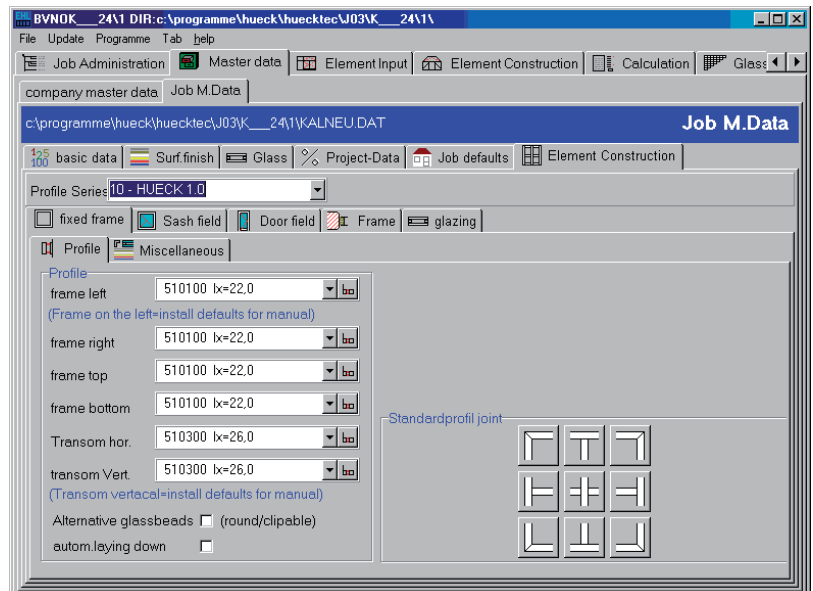 BVNOK___24\1 DIR:c:\programme\hueck\huecktec\J03\K___24\1\
File Update Programme Tab help
Job Administration Master data Element Input Element Construction Calculation Glass
company master data Job M.Data
c:\programme\hueck\huecktec\J03\K___24\1\KALNEU.DAT Job M.Data
basic data Surf.finish Glass Project-Data Job defaults Element Construction
Profile Series 10 - HUECK 1.0
fixed frame Sash field Door field Frame glazing
Profile Miscellaneous
Profile
frame left 510100 lx=22,0
(Frame on the left=install defaults for manual)
frame right 510100 lx=22,0
frame top 510100 lx=22,0
frame bottom 510100 lx=22,0
Standardprofil joint
Transom hor. 510300 lx=26,0
transom Vert. 510300 lx=26,0
(Transom vertacal=install defaults for manual)
Alternative glassbeads (round/clipable)
autom.laying down